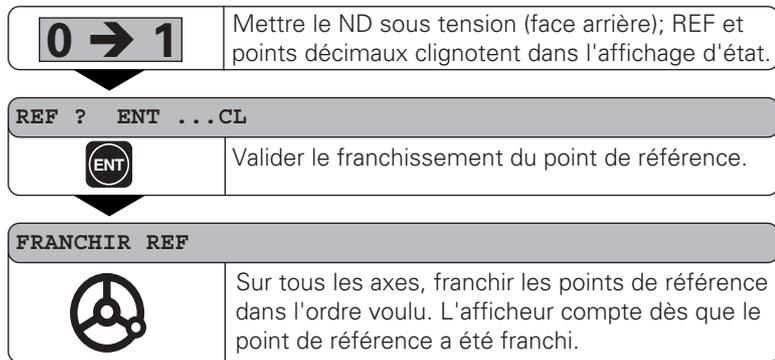 0 → 1
Mettre le ND sous tension (face arrière); REF et
points décimaux clignotent dans l'affichage d'état.
REF ? ENT ...CL
ENT
Valider le franchissement du point de référence.
FRANCHIR REF
Sur tous les axes, franchir les points de référence
dans l'ordre voulu. L'afficheur compte dès que le
point de référence a été franchi.